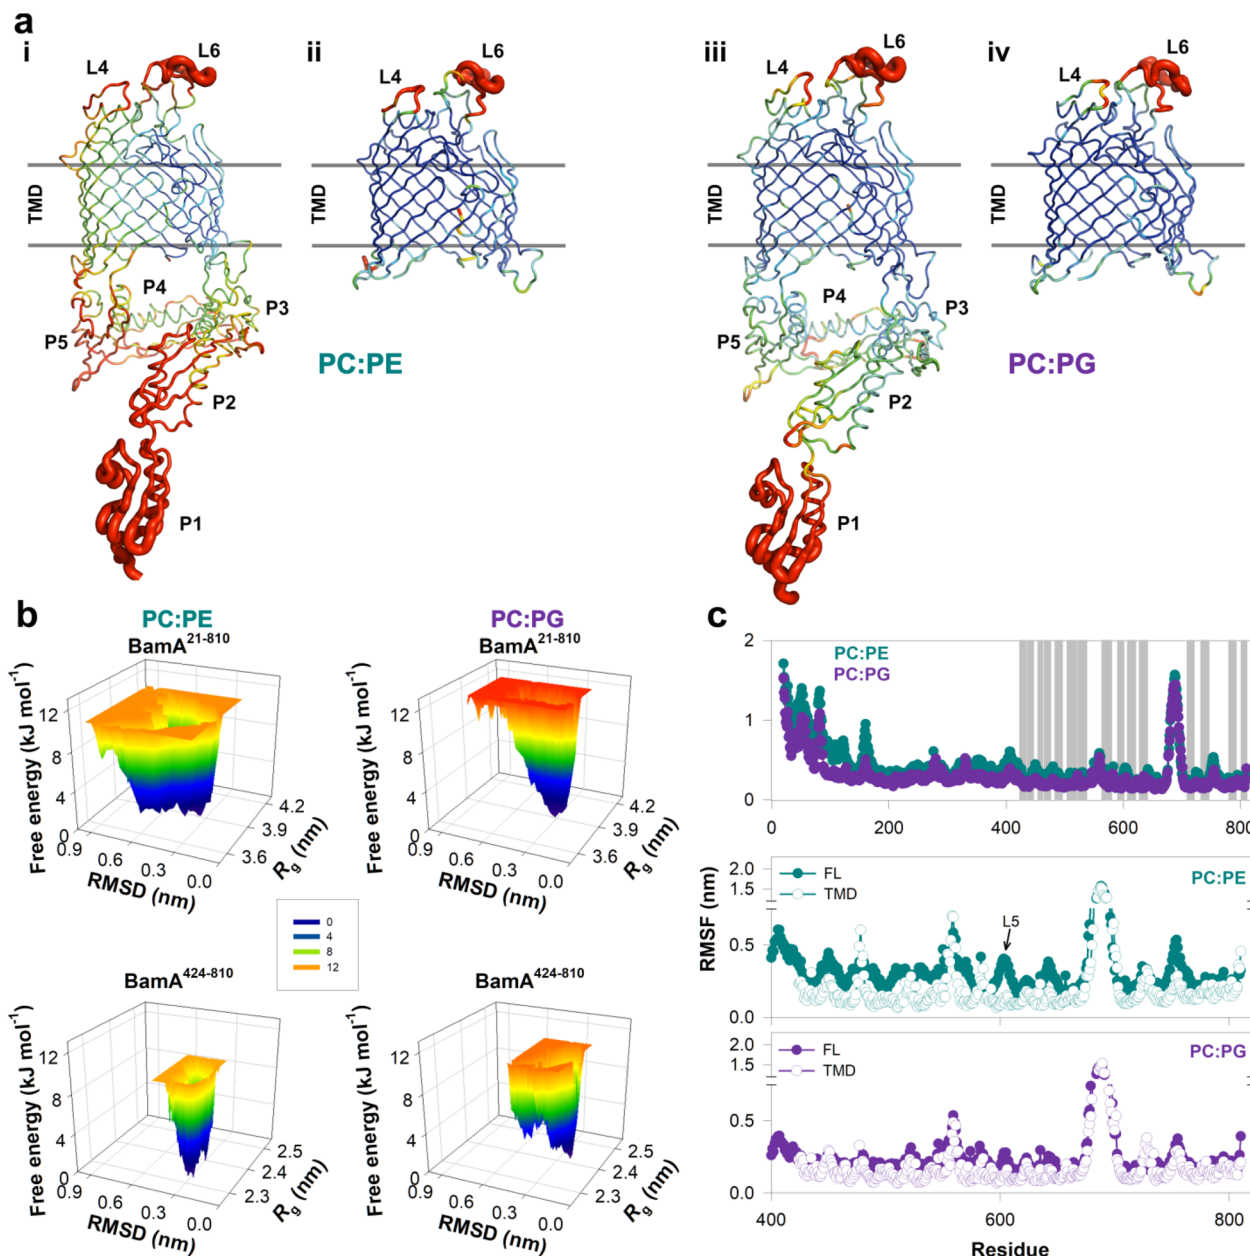 a
i
ii
iii
iv
L4
L6
L4
L6
TMD
TMD
P4
P3
P5
P2
P1
PC:PE
P4
P3
P5
P2
P1
PC:PG
b
PC:PE
BamA21-810
Free energy (kJ mol-1)
12
8
4
0
0.9
0.6
0.3
0.0
RMSD (nm)
4.2
3.9
3.6
Rg (nm)
PC:PG
BamA21-810
Free energy (kJ mol-1)
12
8
4
0
0.9
0.6
0.3
0.0
RMSD (nm)
4.2
3.9
3.6
Rg (nm)
0
4
8
12
BamA424-810
Free energy (kJ mol-1)
12
8
4
0
0.9
0.6
0.3
0.0
RMSD (nm)
2.5
2.4
2.3
Rg (nm)
BamA424-810
Free energy (kJ mol-1)
12
8
4
0
0.9
0.6
0.3
0.0
RMSD (nm)
2.5
2.4
2.3
Rg (nm)
c
2
1
0
PC:PE
PC:PG
0 200 400 600 800
RMSF (nm)
2.0
1.5
0.5
0.0
FL
TMD
L5
PC:PE
2.0
1.5
0.5
0.0
FL
TMD
PC:PG
400 600 800
Residue